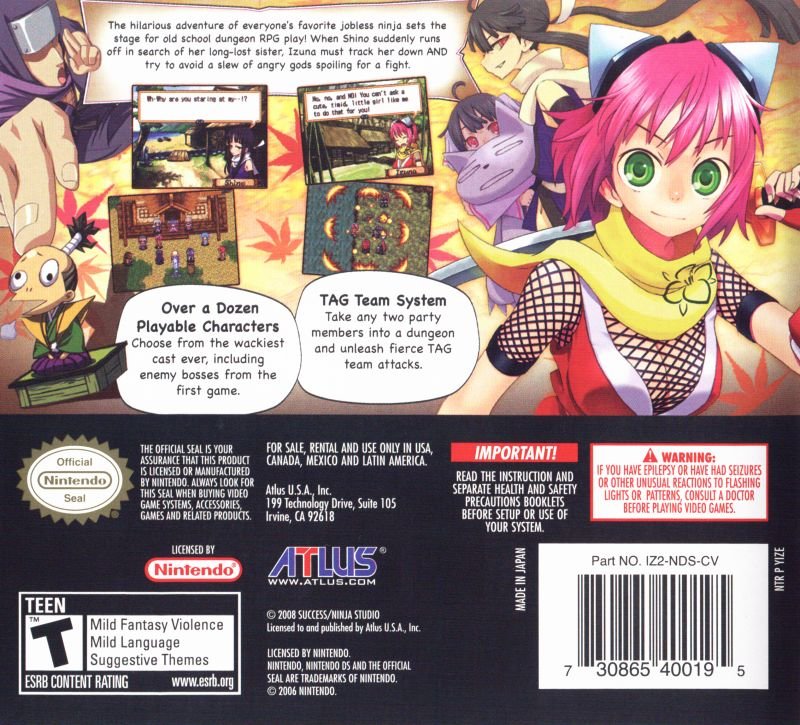 The hilarious adventure of everyone's favorite jobless ninja sets the
stage for old school dungeon RPG play! When Shino suddenly runs
off in search of her long-lost sister, Izuna must track her down AND
try to avoid a slew of angry gods spoiling for a fight.
Wh-Why are you staring at my--!?
Shino
No, no, and NO! You can't ask a
cute, timid, little girl like me
to do that for you!
Izuna
Over a Dozen
Playable Characters
Choose from the wackiest
cast ever, including
enemy bosses from the
first game.
TAG Team System
Take any two party
members into a dungeon
and unleash fierce TAG
team attacks.
Official
Nintendo
Seal
THE OFFICIAL SEAL IS YOUR
ASSURANCE THAT THIS PRODUCT
IS LICENSED OR MANUFACTURED
BY NINTENDO. ALWAYS LOOK FOR
THIS SEAL WHEN BUYING VIDEO
GAME SYSTEMS, ACCESSORIES,
GAMES AND RELATED PRODUCTS.
FOR SALE, RENTAL AND USE ONLY IN USA,
CANADA, MEXICO AND LATIN AMERICA.
Atlus U.S.A., Inc.
199 Technology Drive, Suite 105
Irvine, CA 92618
IMPORTANT!
READ THE INSTRUCTION AND
SEPARATE HEALTH AND SAFETY
PRECAUTIONS BOOKLETS
BEFORE SETUP OR USE OF
YOUR SYSTEM.
WARNING:
IF YOU HAVE EPILEPSY OR HAVE HAD SEIZURES
OR OTHER UNUSUAL REACTIONS TO FLASHING
LIGHTS OR PATTERNS, CONSULT A DOCTOR
BEFORE PLAYING VIDEO GAMES.
LICENSED BY
Nintendo®
ATLUS®
WWW.ATLUS.COM
TEEN
T™
Mild Fantasy Violence
Mild Language
Suggestive Themes
ESRB CONTENT RATING www.esrb.org
© 2008 SUCCESS/NINJA STUDIO
Licensed to and published by Atlus U.S.A., Inc.
LICENSED BY NINTENDO.
NINTENDO, NINTENDO DS AND THE OFFICIAL
SEAL ARE TRADEMARKS OF NINTENDO.
© 2006 NINTENDO.
MADE IN JAPAN
Part NO. IZ2-NDS-CV
7 30865 40019 5
NTR P YIZE